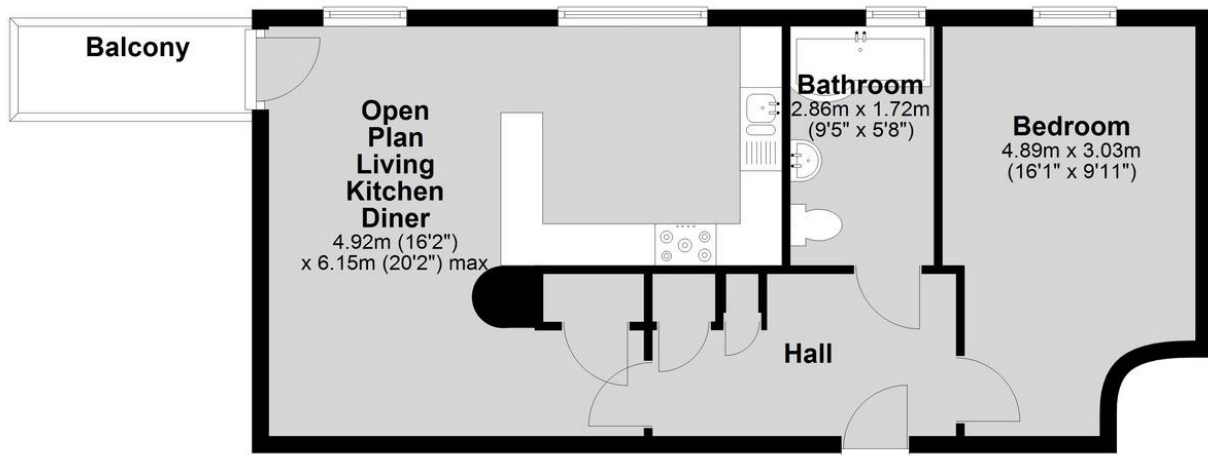 Balcony
Open
Plan
Living
Kitchen
Diner
4.92m (16'2")
x 6.15m (20'2") max
Bathroom
2.86m x 1.72m
(9'5" x 5'8")
Bedroom
4.89m x 3.03m
(16'1" x 9'11")
Hall